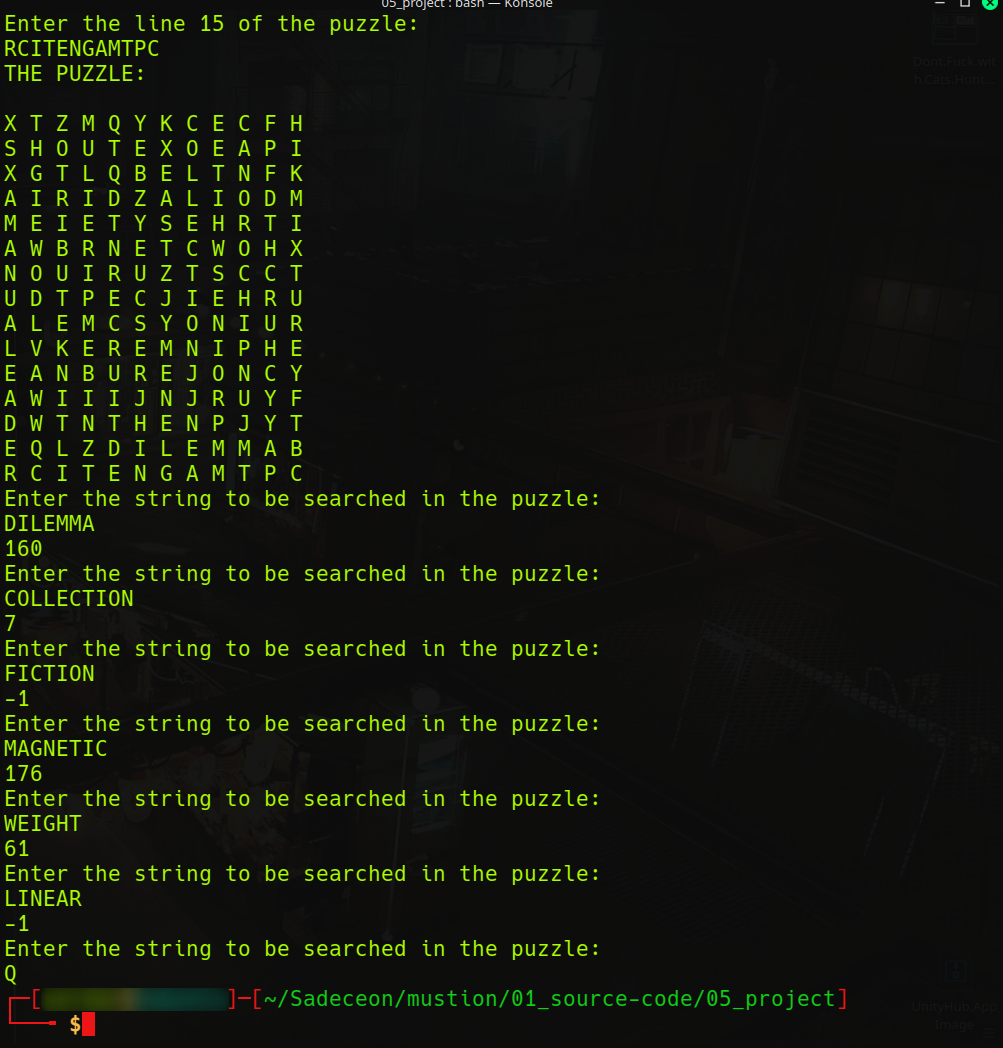 05_project : bash — Konsole
Enter the line 15 of the puzzle:
RCITENGAMTPC
THE PUZZLE:
X T Z M Q Y K C E C F H
S H O U T E X O E A P I
X G T L Q B E L T N F K
A I R I D Z A L I O D M
M E I E T Y S E H R T I
A W B R N E T C W O H X
N O U I R U Z T S C C T
U D T P E C J I E H R U
A L E M C S Y O N I U R
L V K E R E M N I P H E
E A N B U R E J O N C Y
A W I I I J N J R U Y F
D W T N T H E N P J Y T
E Q L Z D I L E M M A B
R C I T E N G A M T P C
Enter the string to be searched in the puzzle:
DILEMMA
160
Enter the string to be searched in the puzzle:
COLLECTION
7
Enter the string to be searched in the puzzle:
FICTION
-1
Enter the string to be searched in the puzzle:
MAGNETIC
176
Enter the string to be searched in the puzzle:
WEIGHT
61
Enter the string to be searched in the puzzle:
LINEAR
-1
Enter the string to be searched in the puzzle:
Q
]─[~/Sadeceon/mustion/01_source-code/05_project]
$
Dont.Fuck.wit
h.Cats.Hunt...
UnityHub.App
Image